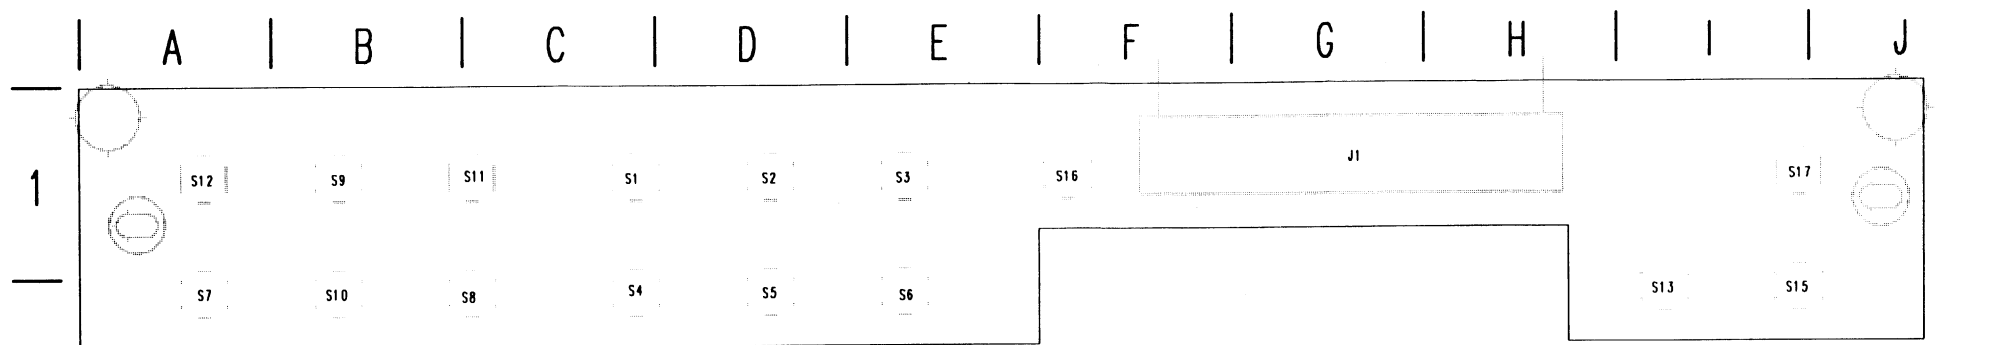 A B C D E F G H I J
J1
1 S12 S9 S11 S1 S2 S3 S16 S17
S7 S10 S8 S4 S5 S6 S13 S15